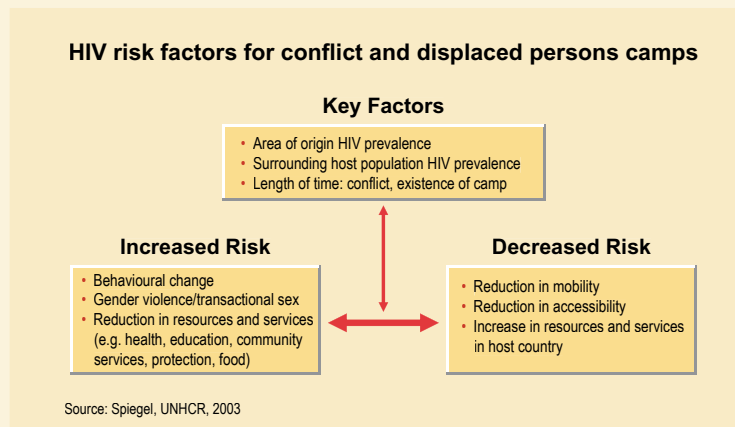 HIV risk factors for conflict and displaced persons camps
Key Factors
• Area of origin HIV prevalence
• Surrounding host population HIV prevalence
• Length of time: conflict, existence of camp
Increased Risk
• Behavioural change
• Gender violence/transactional sex
• Reduction in resources and services
(e.g. health, education, community
services, protection, food)
Decreased Risk
• Reduction in mobility
• Reduction in accessibility
• Increase in resources and services
in host country
Source: Spiegel, UNHCR, 2003